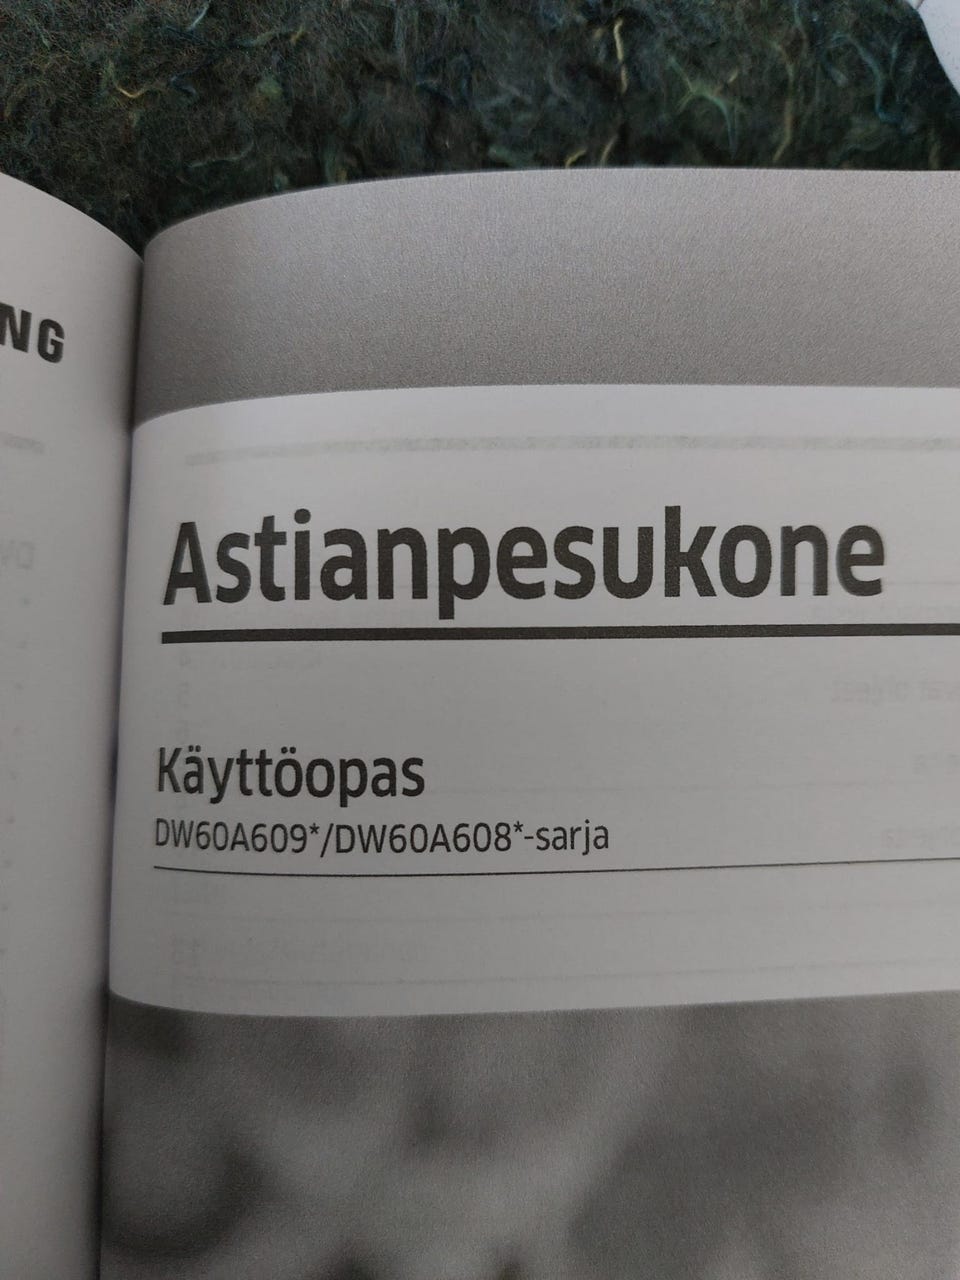 NG
Astianpesukone
Käyttöopas
DW60A609*/DW60A608*-sarja